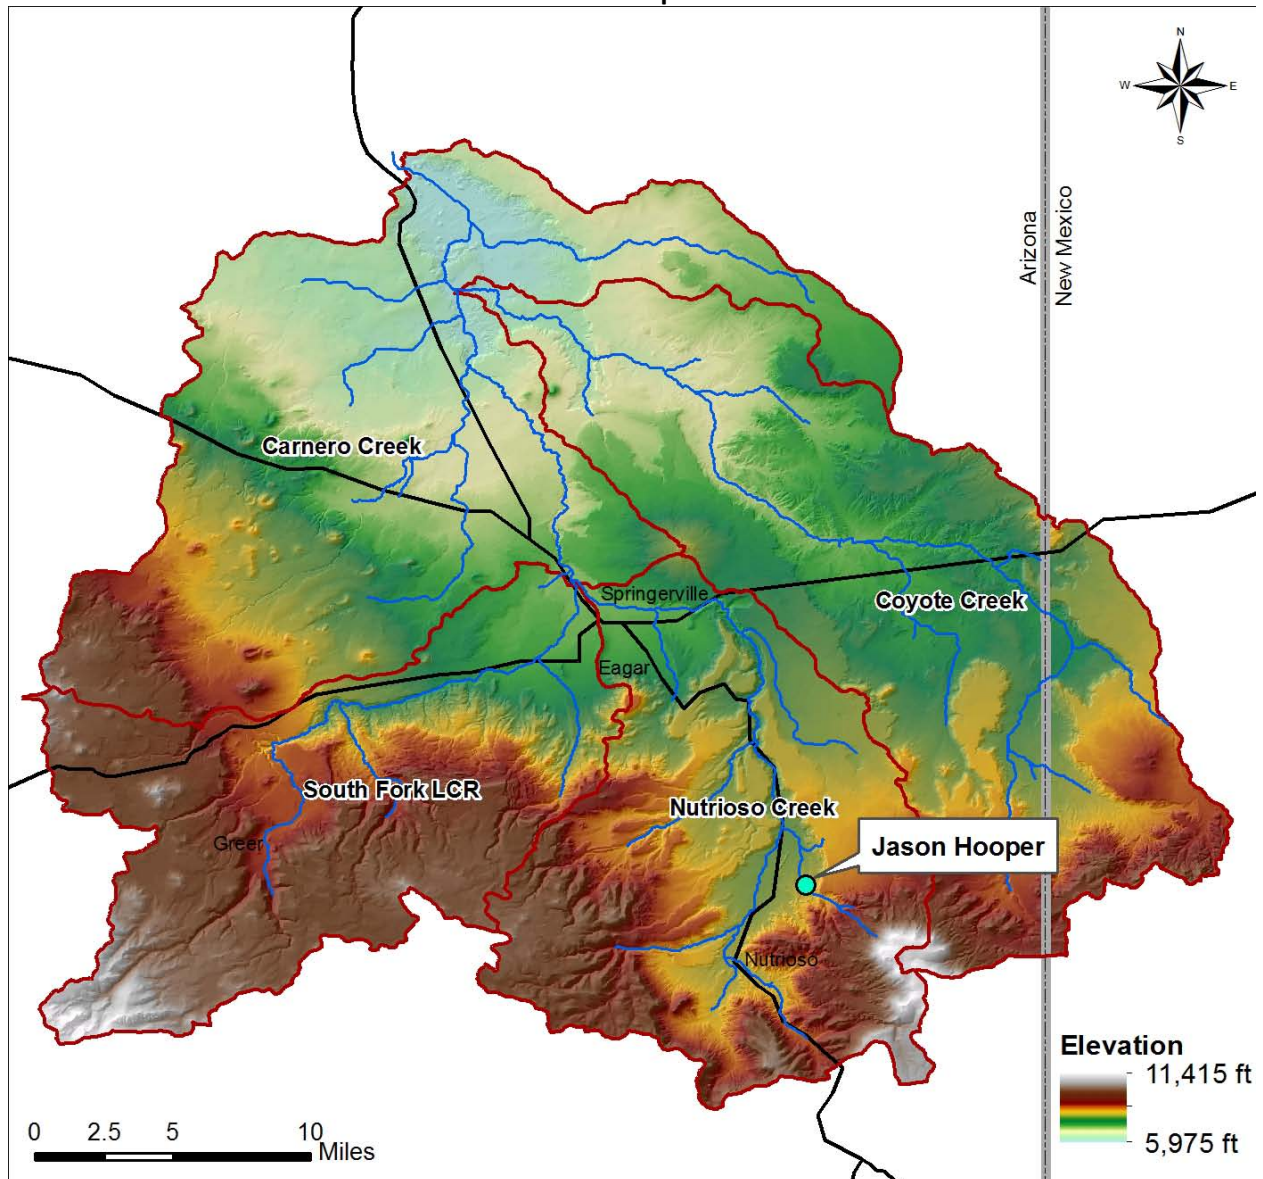 N
W E
S
Arizona
New Mexico
Carnero Creek
Springerville
Coyote Creek
Eagar
South Fork LCR
Nutrioso Creek
Greer
Jason Hooper
Nutrioso
Elevation
11,415 ft
5,975 ft
0 2.5 5 10
Miles